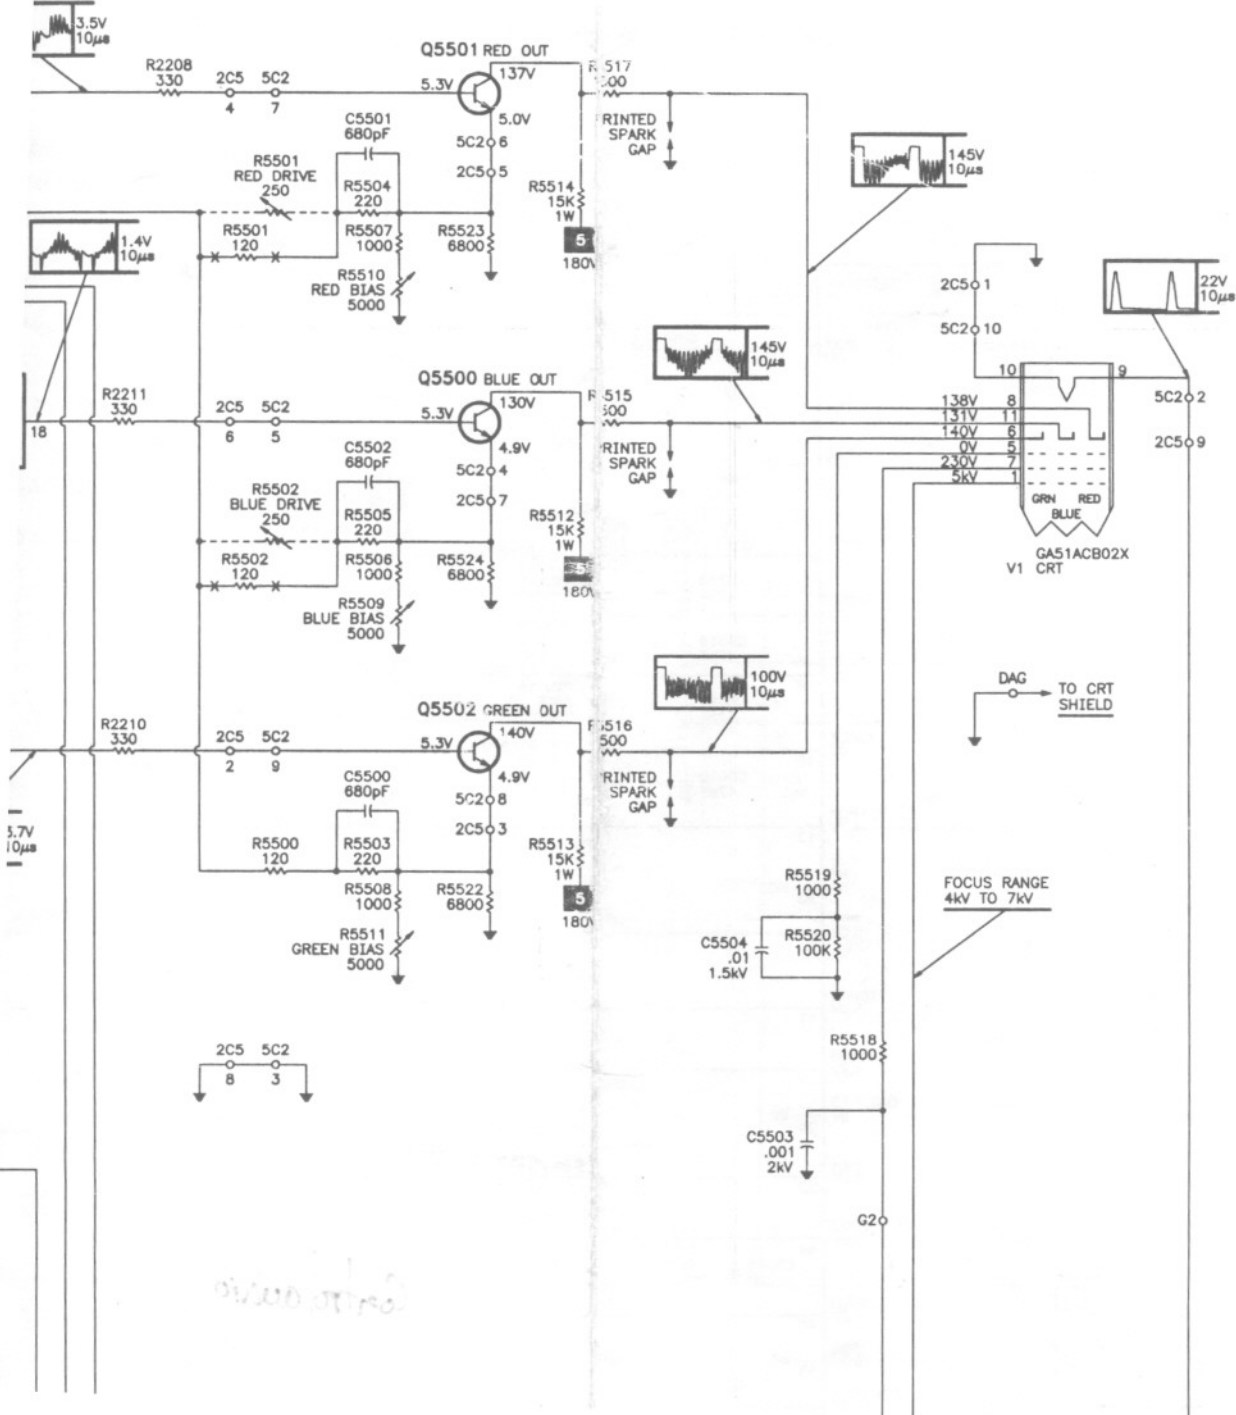 3.5V
10µs
R2208
330
2C5
4
5C2
7
Q5501 RED OUT
5.3V
137V
5.0V
5C2 6
2C5 5
C5501
680pF
R5501
RED DRIVE
250
R5504
220
R5501
120
R5507
1000
R5510
RED BIAS
5000
R5523
6800
R5514
15K
1W
5
180V
517
RINTED
SPARK
GAP
145V
10µs
1.4V
10µs
2C5 1
5C2 10
22V
10µs
145V
10µs
10
9
138V 8
131V 11
140V 6
0V 5
230V 7
5kV 1
GRN RED
BLUE
GA51ACB02X
V1 CRT
5C2 2
2C5 9
18
R2211
330
2C5
6
5C2
5
Q5500 BLUE OUT
5.3V
130V
4.9V
5C2 4
2C5 7
C5502
680pF
R5502
BLUE DRIVE
250
R5505
220
R5502
120
R5506
1000
R5509
BLUE BIAS
5000
R5524
6800
R5512
15K
1W
5
180V
515
RINTED
SPARK
GAP
100V
10µs
DAG
TO CRT
SHIELD
R2210
330
2C5
2
5C2
9
Q5502 GREEN OUT
5.3V
140V
4.9V
5C2 8
2C5 3
C5500
680pF
R5500
120
R5503
220
R5508
1000
R5511
GREEN BIAS
5000
R5522
6800
R5513
15K
1W
5
180V
516
500
RINTED
SPARK
GAP
.7V
10µs
R5519
1000
C5504
.01
1.5kV
R5520
100K
FOCUS RANGE
4kV TO 7kV
R5518
1000
2C5
8
5C2
3
C5503
.001
2kV
G2